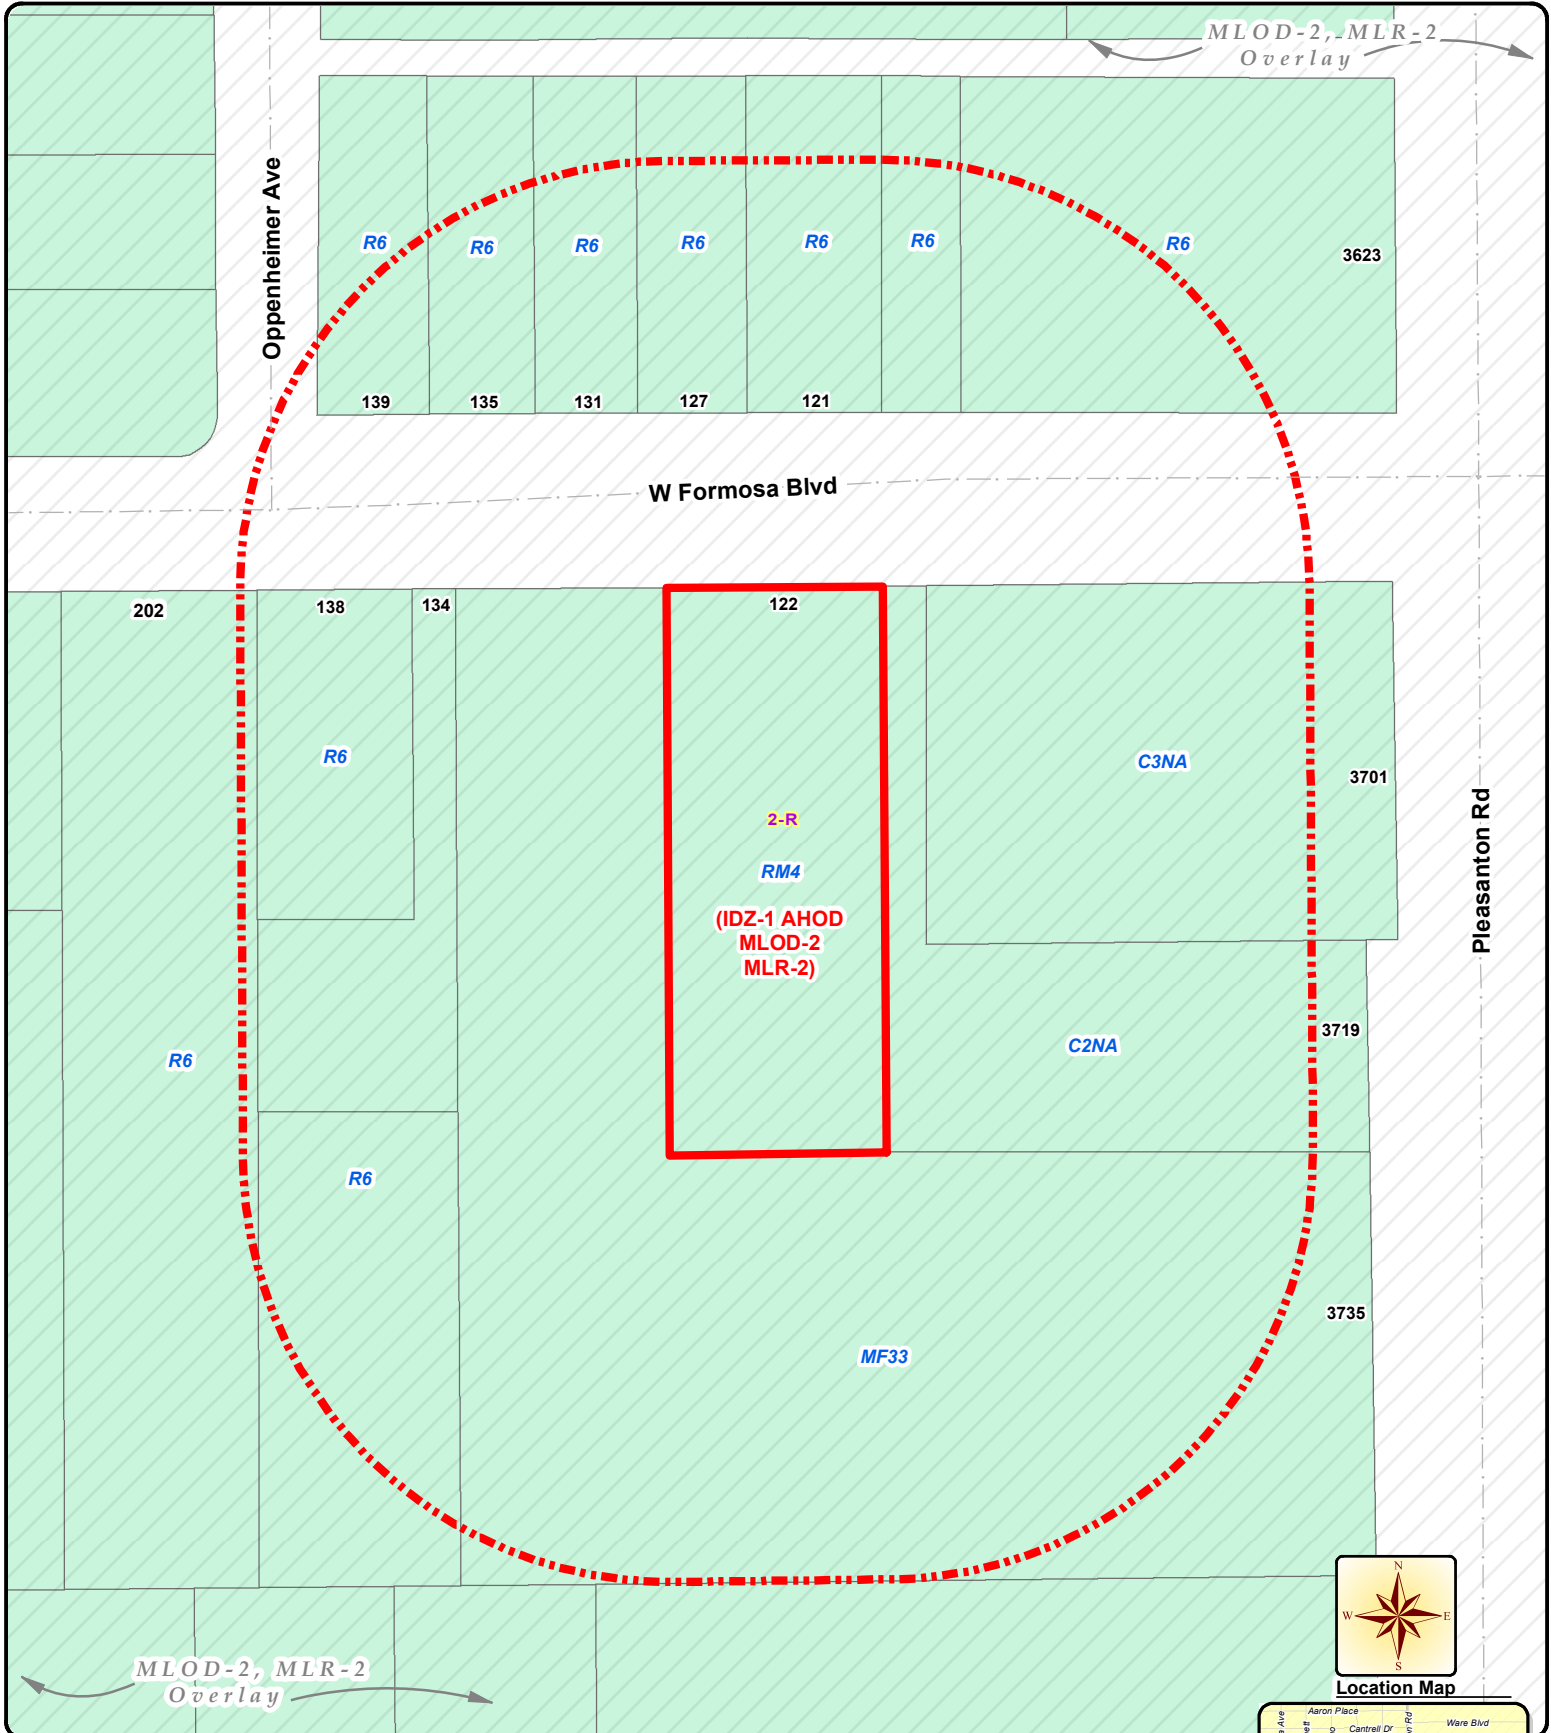 MLOD-2, MLR-2
Overlay
Oppenheimer Ave
R6
R6
R6
R6
R6
R6
R6
3623
139
135
131
127
121
W Formosa Blvd
202
138
134
122
R6
C3NA
3701
Pleasanton Rd
2-R
RM4
(IDZ-1 AHOD
MLOD-2
MLR-2)
3719
C2NA
R6
R6
3735
MF33
N
W
E
S
MLOD-2, MLR-2
Overlay
Location Map
Aaron Place
Ware Blvd
Cantrell Dr
Ave
Rd